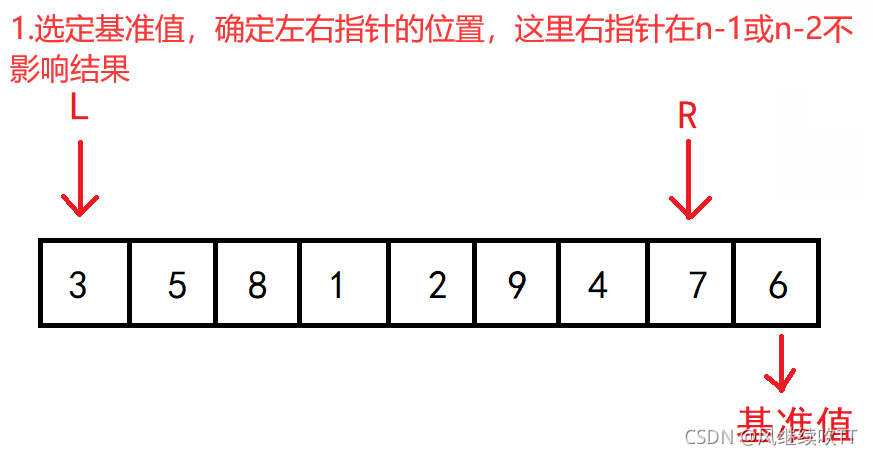 1.选定基准值，确定左右指针的位置，这里右指针在n-1或n-2不
影响结果
L
R
3 5 8 1 2 9 4 7 6
基准值
CSDN @风继续吹TT